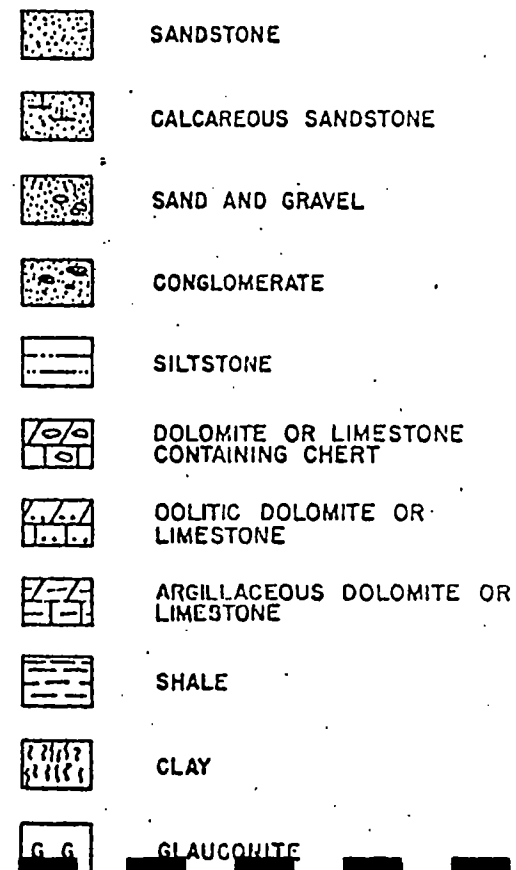 SANDSTONE
CALCAREOUS SANDSTONE
SAND AND GRAVEL
CONGLOMERATE
SILTSTONE
DOLOMITE OR LIMESTONE
CONTAINING CHERT
OOLITIC DOLOMITE OR
LIMESTONE
ARGILLACEOUS DOLOMITE OR
LIMESTONE
SHALE
CLAY
G G GLAUCONITE